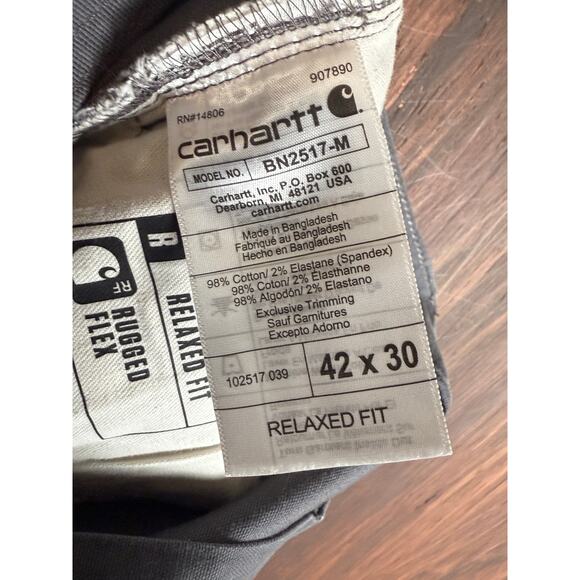 907890
RN#14806
carhartt
MODEL NO. BN2517-M
Carhartt, Inc. P.O. Box 600
Dearborn, MI 48121 USA
carhartt.com
Made in Bangladesh
Fabriqué au Bangladesh
Hecho en Bangladesh
98% Cotton/ 2% Elastane (Spandex)
98% Coton/ 2% Elasthanne
98% Algodón/ 2% Elastano
Exclusive Trimming
Sauf Garnitures
Excepto Adorno
102517 039
42 x 30
RELAXED FIT
R
RELAXED FIT
RF
RUGGED
FLEX